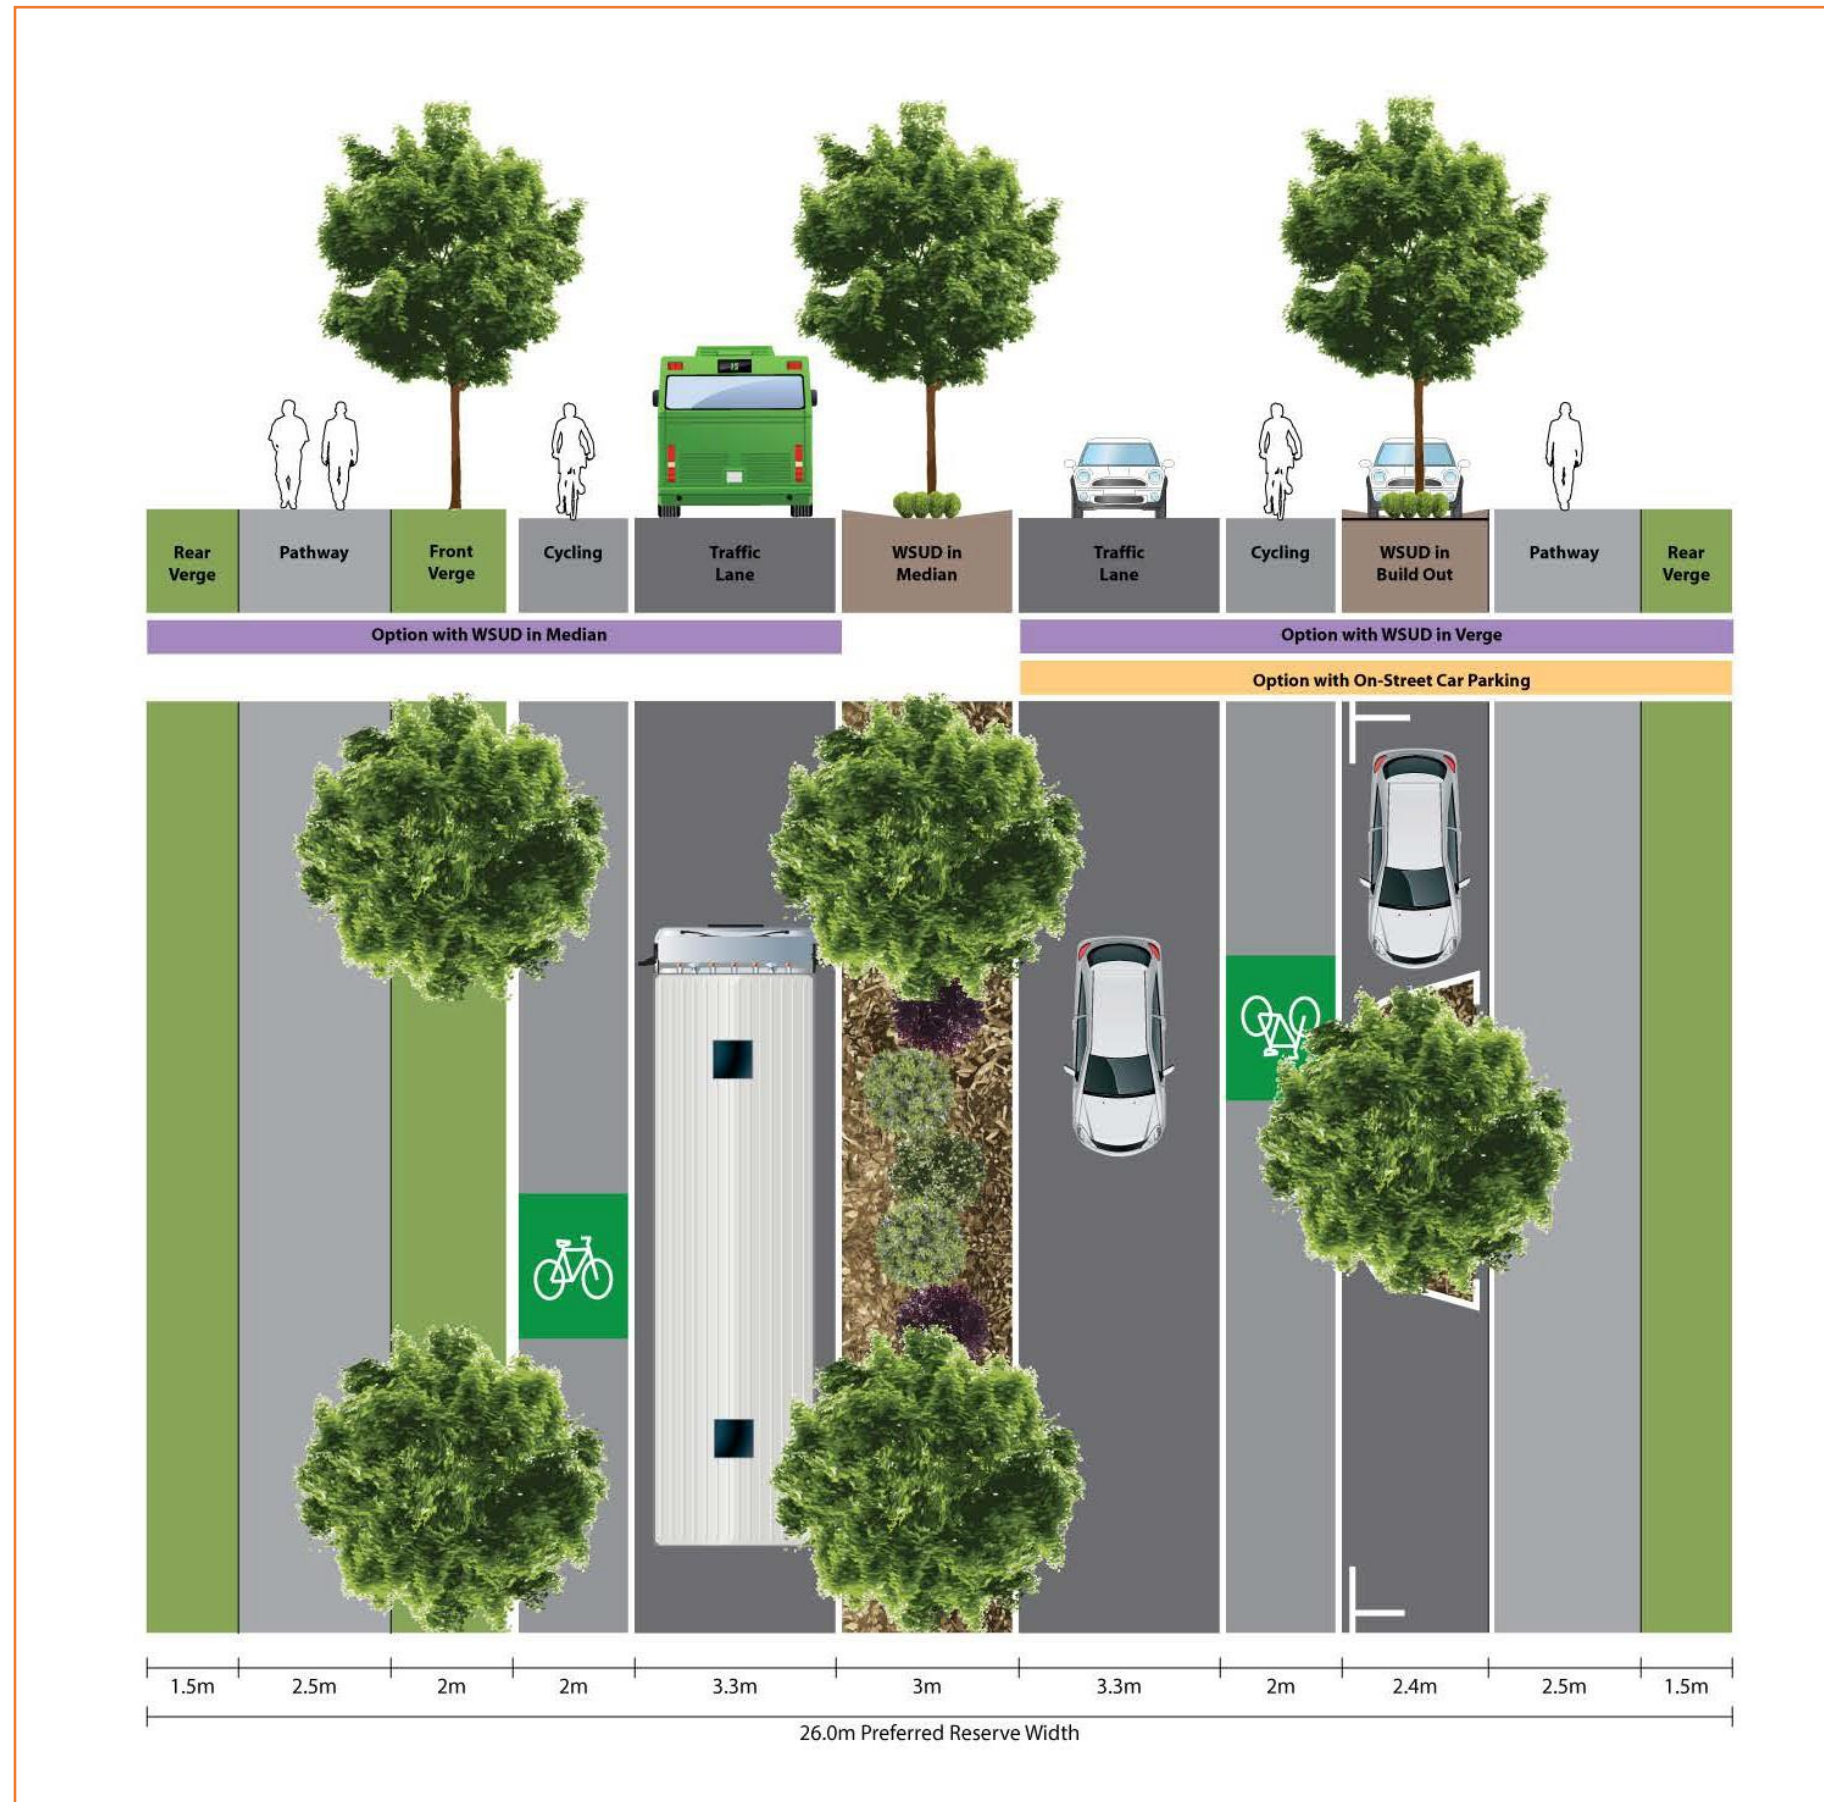 15
Rear
Verge
Pathway
Front
Verge
Cycling
Traffic
Lane
WSUD in
Median
Traffic
Lane
Cycling
WSUD in
Build Out
Pathway
Rear
Verge
Option with WSUD in Median
Option with WSUD in Verge
Option with On-Street Car Parking
1.5m
2.5m
2m
2m
3.3m
3m
3.3m
2m
2.4m
2.5m
1.5m
26.0m Preferred Reserve Width